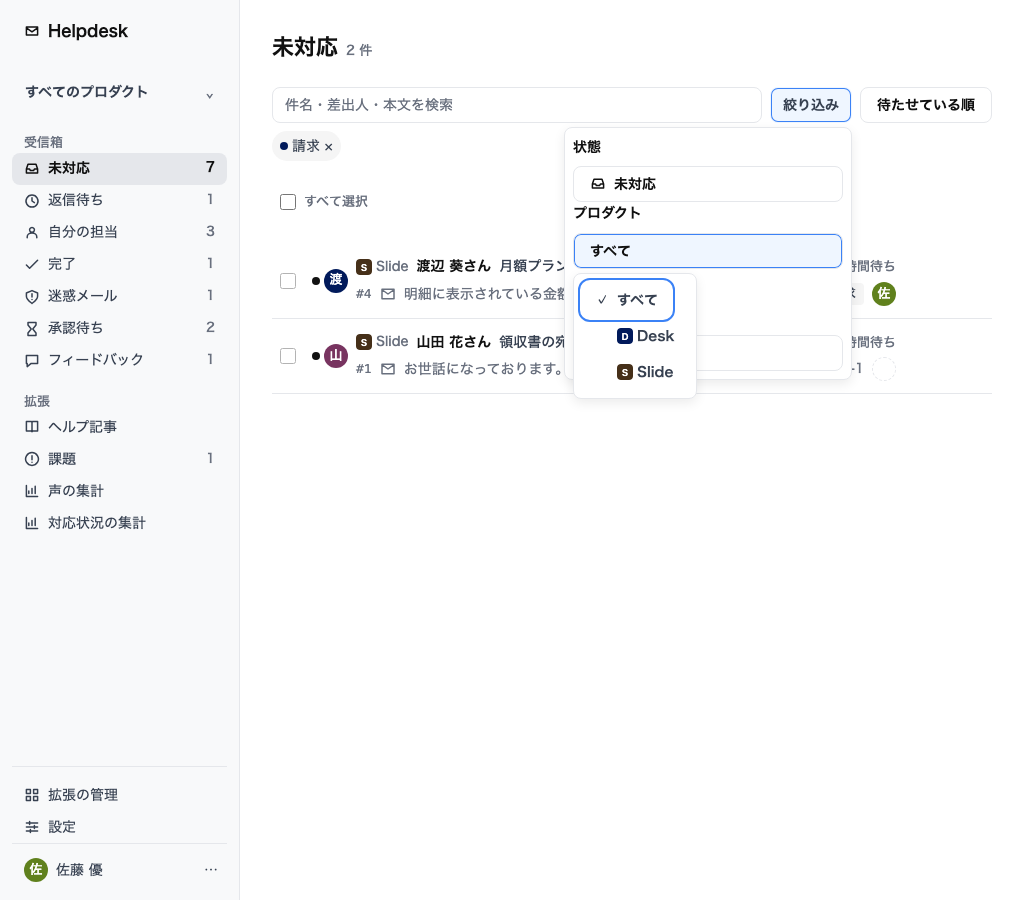 Helpdesk
すべてのプロダクト
受信箱
未対応 7
返信待ち 1
自分の担当 3
完了 1
迷惑メール 1
承認待ち 2
フィードバック 1
拡張
ヘルプ記事
課題 1
声の集計
対応状況の集計
拡張の管理
設定
佐 佐藤 優 …
未対応 2 件
件名・差出人・本文を検索 絞り込み 待たせている順
請求 ×
すべて選択
渡 S Slide 渡辺 葵さん 月額プラン
時間待ち
#4 明細に表示されている金額
佐
山 S Slide 山田 花さん 領収書の宛
時間待ち
#1 お世話になっております。
-1
状態
未対応
プロダクト
すべて
✓ すべて
D Desk
S Slide